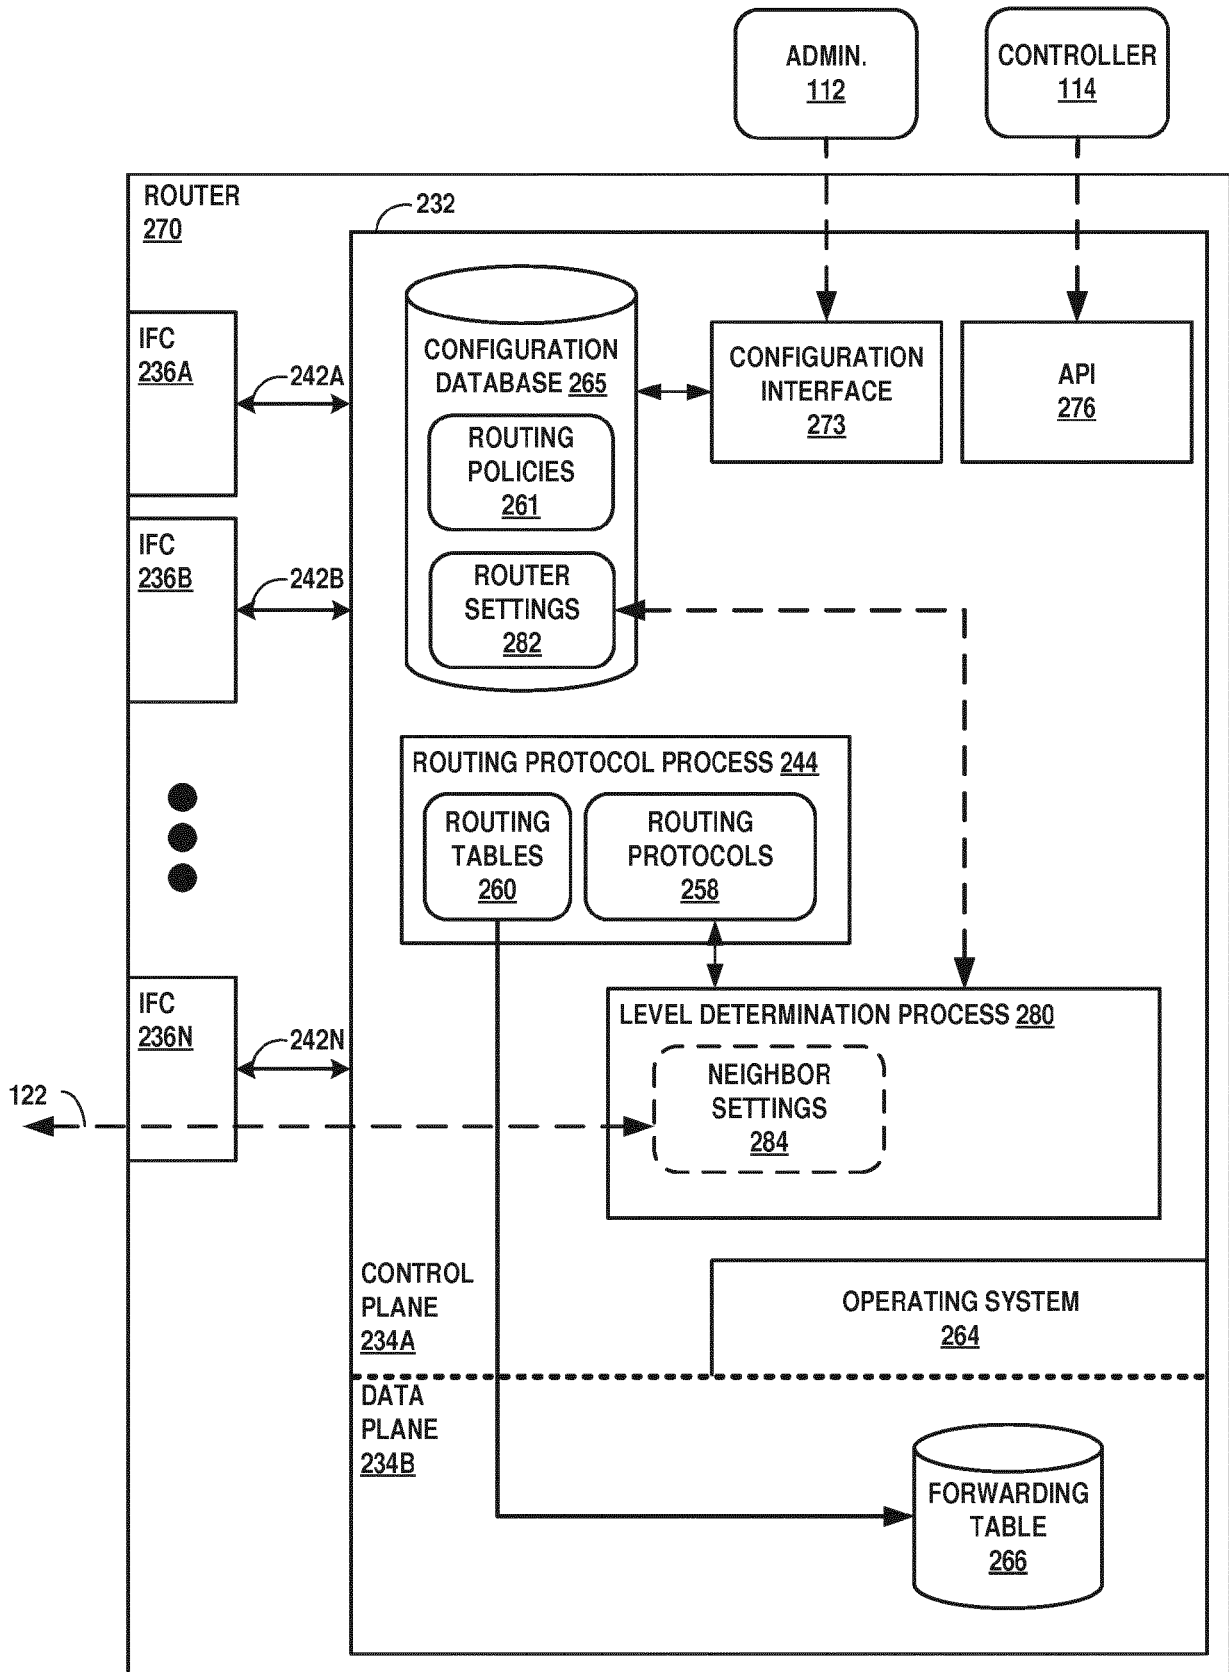 ADMIN.
112
CONTROLLER
114
ROUTER
270
232
IFC
236A
242A
CONFIGURATION
DATABASE 265
ROUTING
POLICIES
261
ROUTER
SETTINGS
282
CONFIGURATION
INTERFACE
273
API
276
IFC
236B
242B
ROUTING PROTOCOL PROCESS 244
ROUTING
TABLES
260
ROUTING
PROTOCOLS
258
IFC
236N
242N
122
LEVEL DETERMINATION PROCESS 280
NEIGHBOR
SETTINGS
284
CONTROL
PLANE
234A
OPERATING SYSTEM
264
DATA
PLANE
234B
FORWARDING
TABLE
266